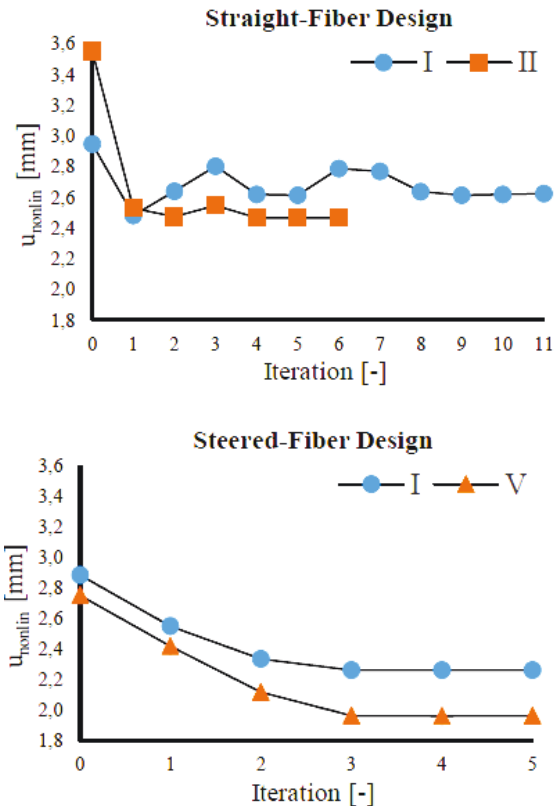 Straight-Fiber Design
I II
u_nonlin [mm]
3,6
3,4
3,2
3,0
2,8
2,6
2,4
2,2
2,0
1,8
0 1 2 3 4 5 6 7 8 9 10 11
Iteration [-]
Steered-Fiber Design
I V
u_nonlin [mm]
3,6
3,4
3,2
3,0
2,8
2,6
2,4
2,2
2,0
1,8
0 1 2 3 4 5
Iteration [-]